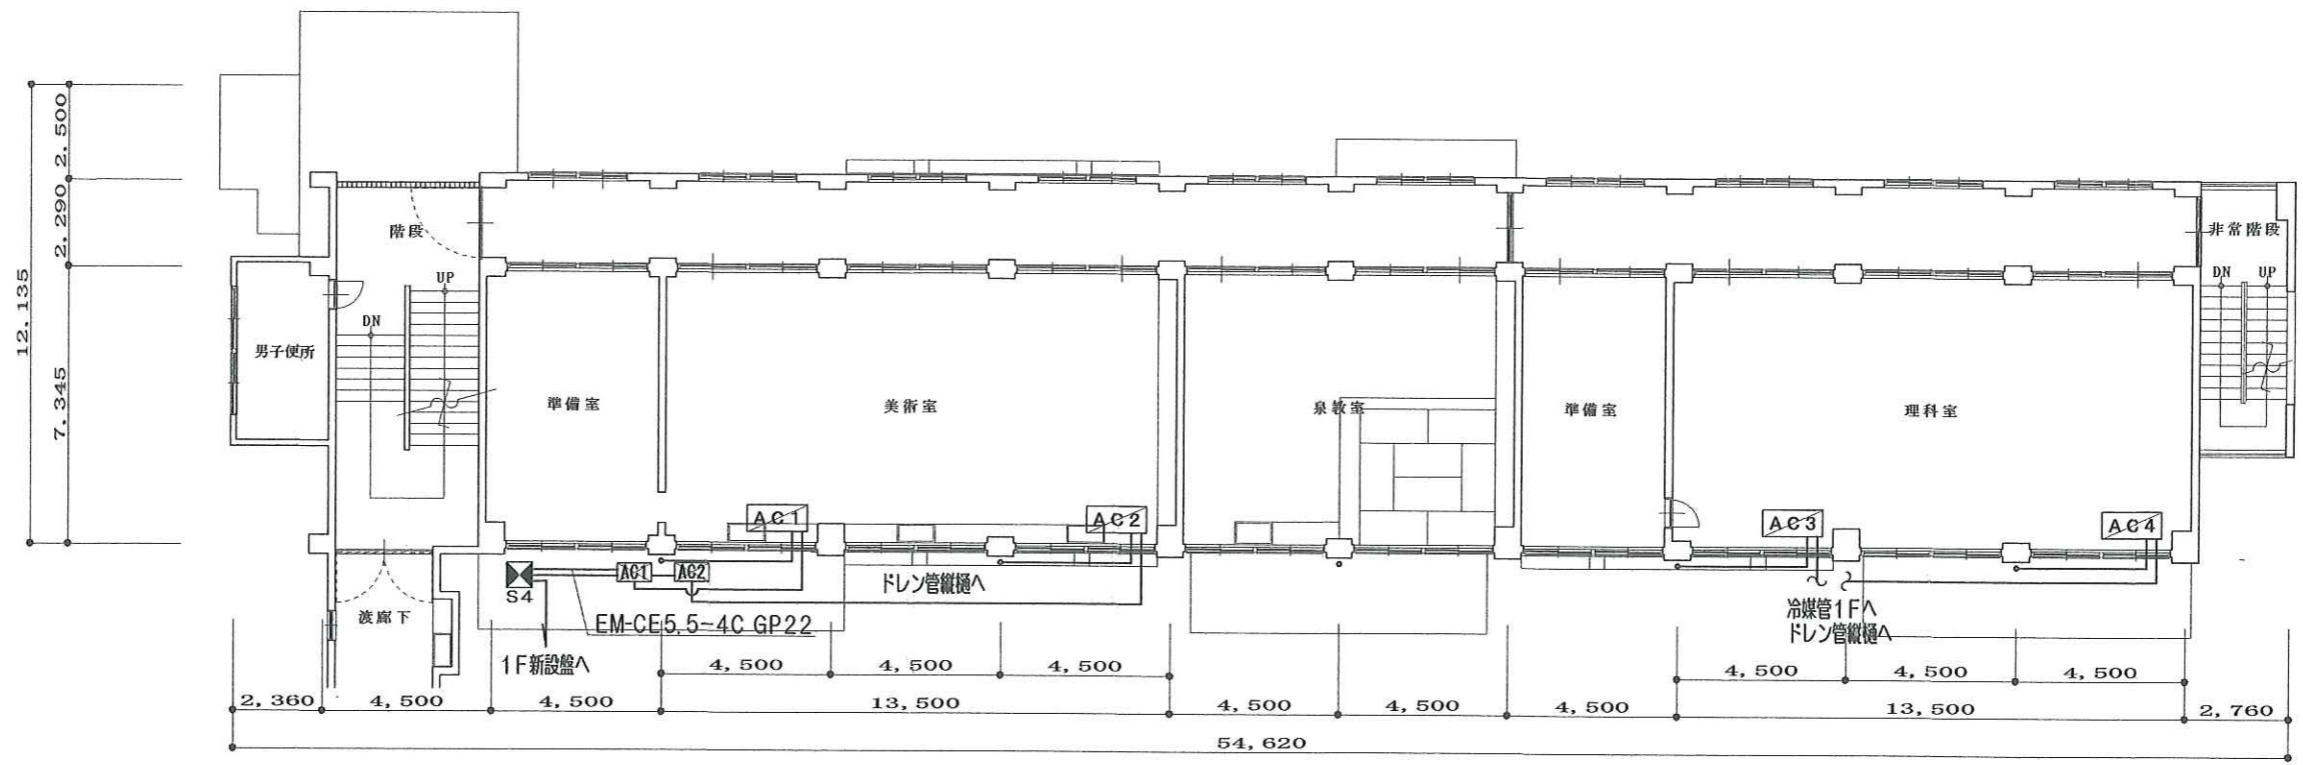 2,500
2,290
12,135
7,345
階段
UP
DN
男子便所
準備室
美術室
泉教室
準備室
理科室
非常階段
DN
UP
AC1
AC2
AC3
AC4
S4
AC1
AC2
ドレン管縦樋へ
EM-CE5.5-4C GP22
1F新設盤へ
渡廊下
冷媒管1Fへ
ドレン管縦樋へ
4,500
4,500
4,500
4,500
4,500
4,500
2,360
4,500
4,500
13,500
4,500
4,500
4,500
13,500
2,760
54,620